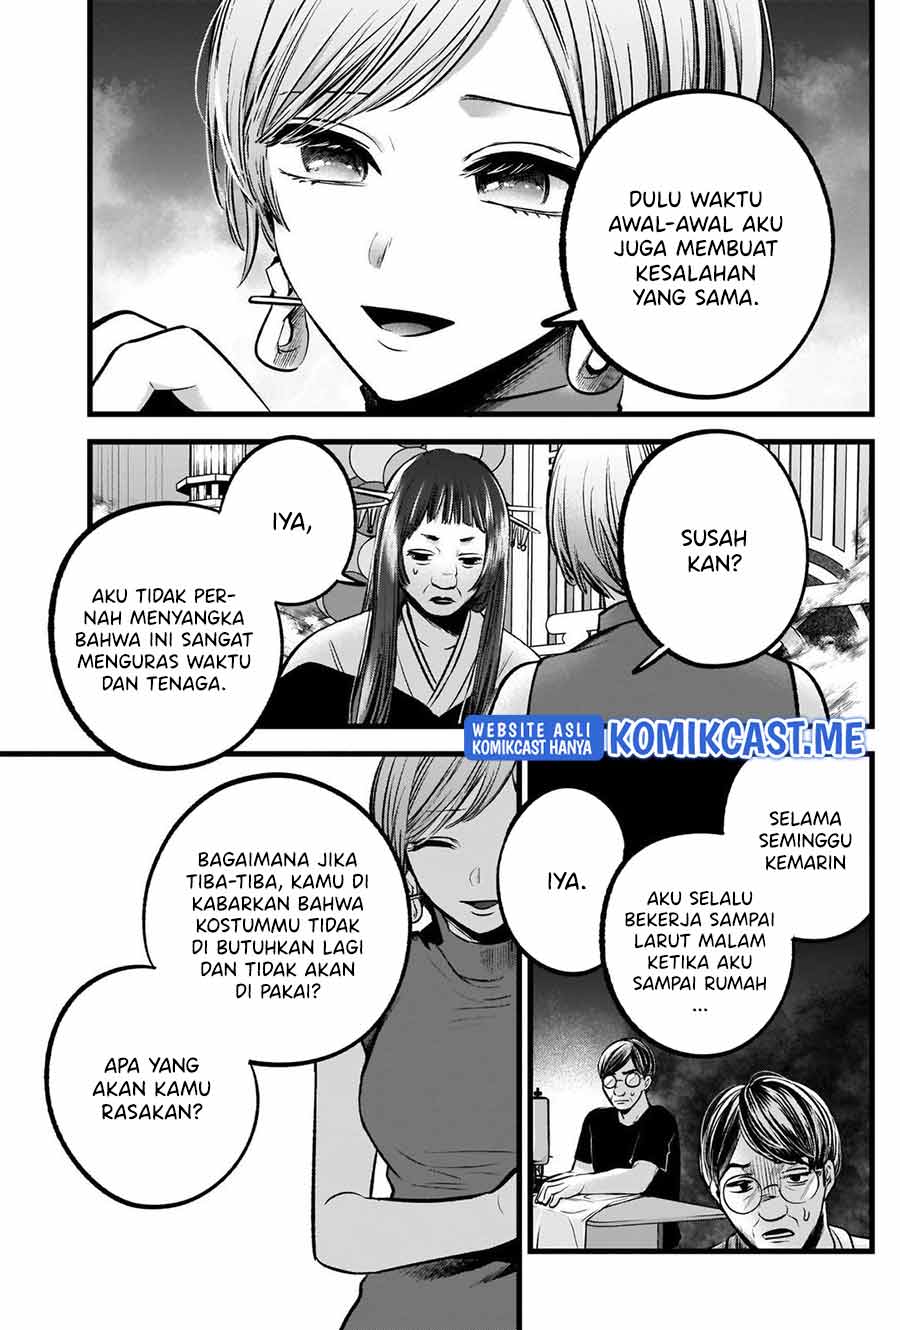 DULU WAKTU
AWAL-AWAL AKU
JUGA MEMBUAT
KESALAHAN
YANG SAMA.
SUSAH
KAN?
IYA,
AKU TIDAK PER-
NAH MENYANGKA
BAHWA INI SANGAT
MENGURAS WAKTU
DAN TENAGA.
WEBSITE ASLI
KOMIKCAST HANYA
KOMIKCAST.ME
SELAMA
SEMINGGU
KEMARIN
AKU SELALU
BEKERJA SAMPAI
LARUT MALAM
KETIKA AKU
SAMPAI RUMAH
...
IYA.
BAGAIMANA JIKA
TIBA-TIBA, KAMU DI
KABARKAN BAHWA
KOSTUMMU TIDAK
DI BUTUHKAN LAGI
DAN TIDAK AKAN
DI PAKAI?
APA YANG
AKAN KAMU
RASAKAN?